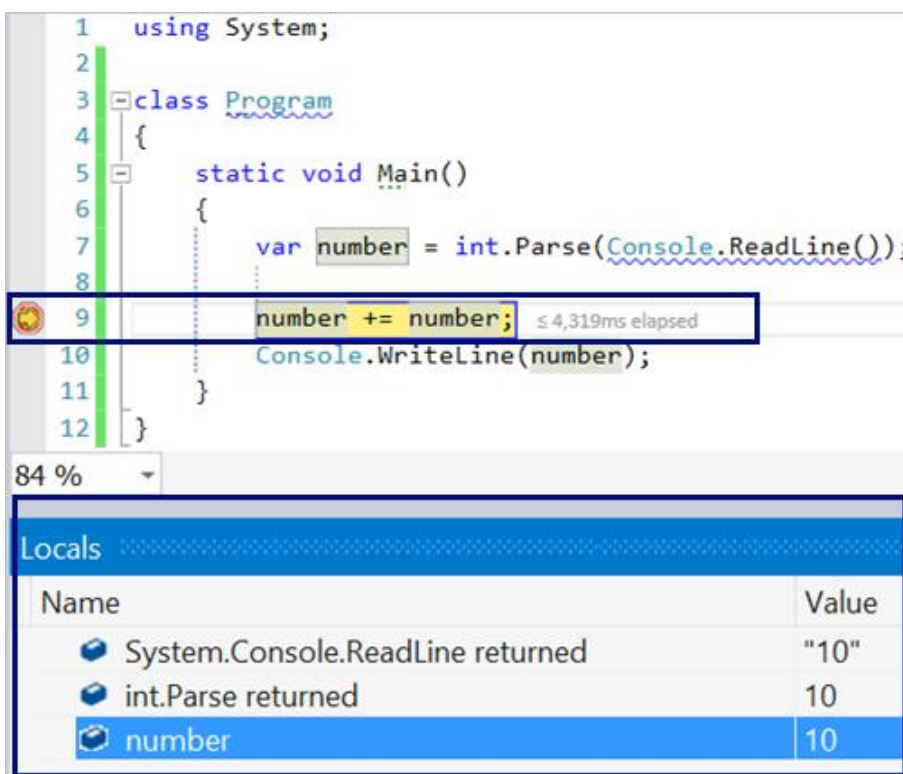 1 using System;
2
3 class Program
4 {
5 static void Main()
6 {
7 var number = int.Parse(Console.ReadLine());
8
9 number += number; ≤4,319ms elapsed
10 Console.WriteLine(number);
11 }
12 }
84 %
Locals
Name Value
System.Console.ReadLine returned "10"
int.Parse returned 10
number 10